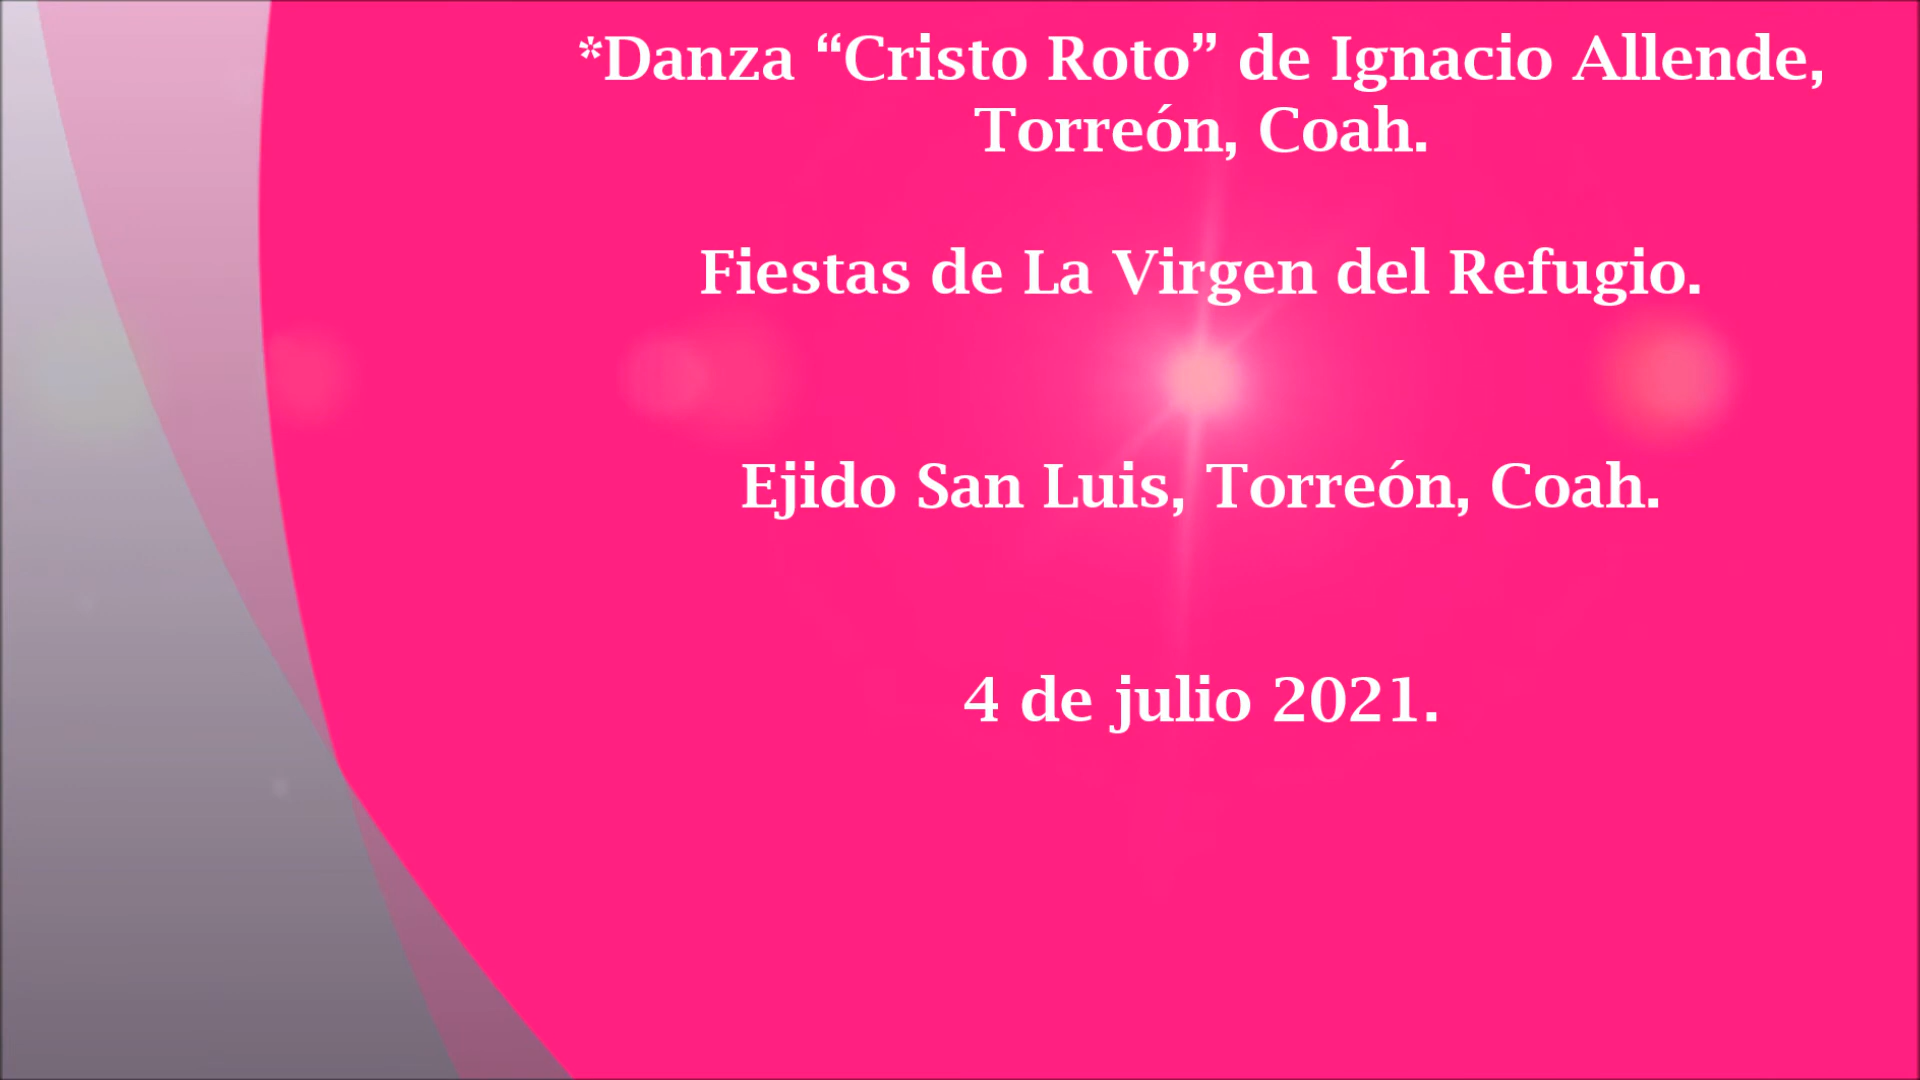 *Danza “Cristo Roto” de Ignacio Allende,
Torreón, Coah.
Fiestas de La Virgen del Refugio.
Ejido San Luis, Torreón, Coah.
4 de julio 2021.